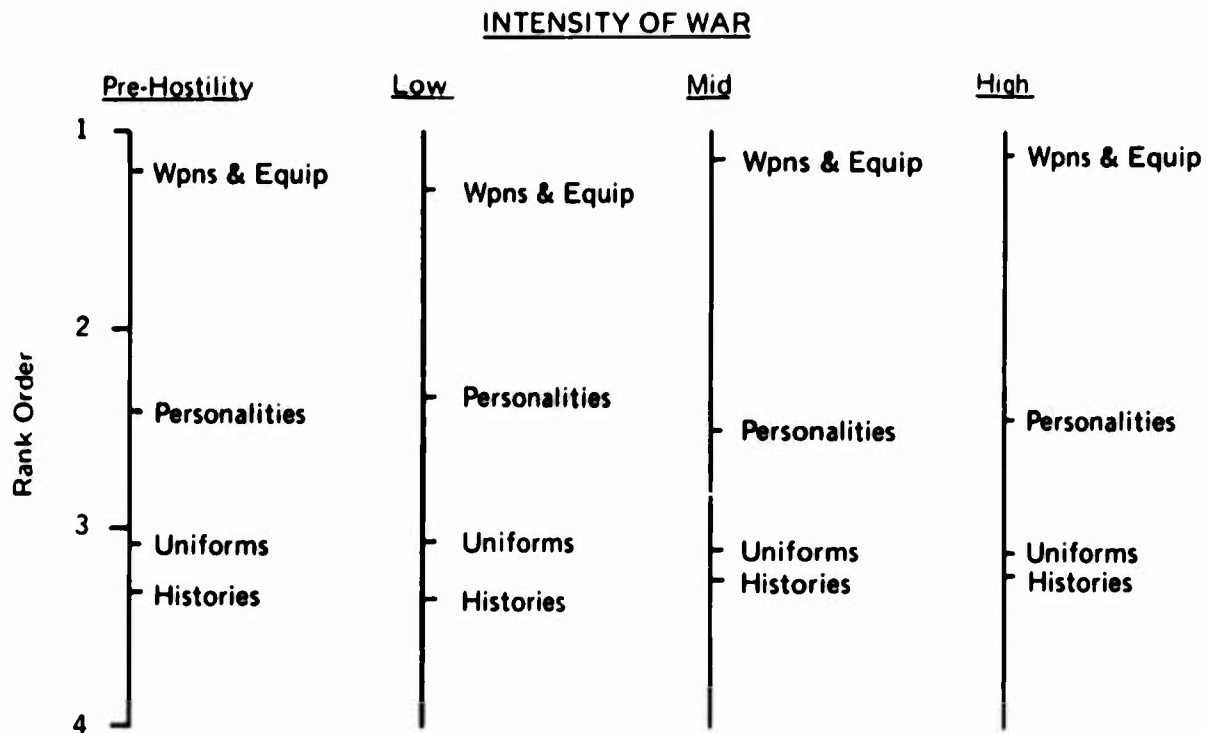 INTENSITY OF WAR
Pre-Hostility Low Mid High
1
Wpns & Equip Wpns & Equip Wpns & Equip Wpns & Equip
2
Rank Order
Personalities Personalities Personalities Personalities
3
Uniforms Uniforms Uniforms Uniforms
Histories Histories Histories Histories
4